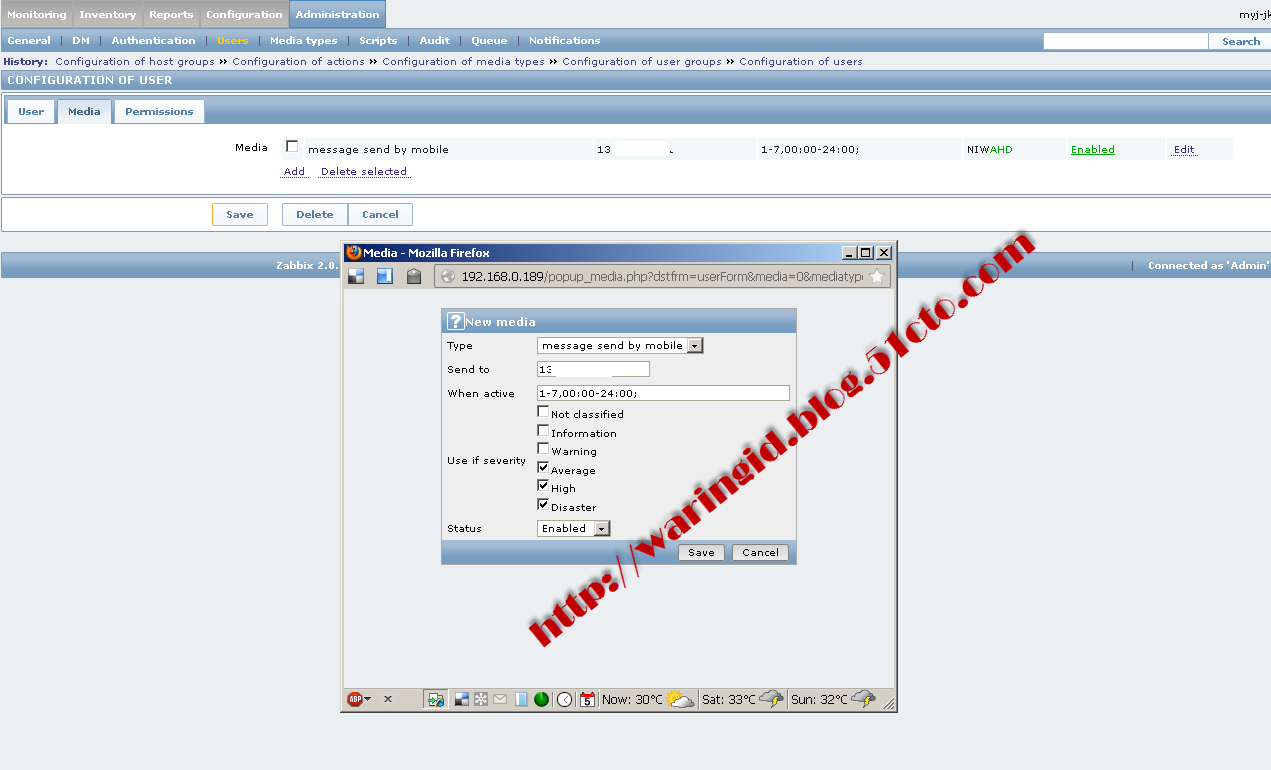 Monitoring Inventory Reports Configuration Administration
myj-jk
General | DM | Authentication | Users | Media types | Scripts | Audit | Queue | Notifications Search
History: Configuration of host groups » Configuration of actions » Configuration of media types » Configuration of user groups » Configuration of users
CONFIGURATION OF USER
User Media Permissions
Media message send by mobile 13 1-7,00:00-24:00; NIWAHD Enabled Edit
Add Delete selected
Save Delete Cancel
Zabbix 2.0. | Connected as 'Admin'
Media - Mozilla Firefox
192.168.0.189/popup_media.php?dstfrm=userForm&media=0&mediatyp
?New media
Type message send by mobile
Send to 13
When active 1-7,00:00-24:00;
Use if severity
Not classified
Information
Warning
Average
High
Disaster
Status Enabled
Save Cancel
http://waringid.blog.51cto.com
ABP 5 Now: 30°C Sat: 33°C Sun: 32°C